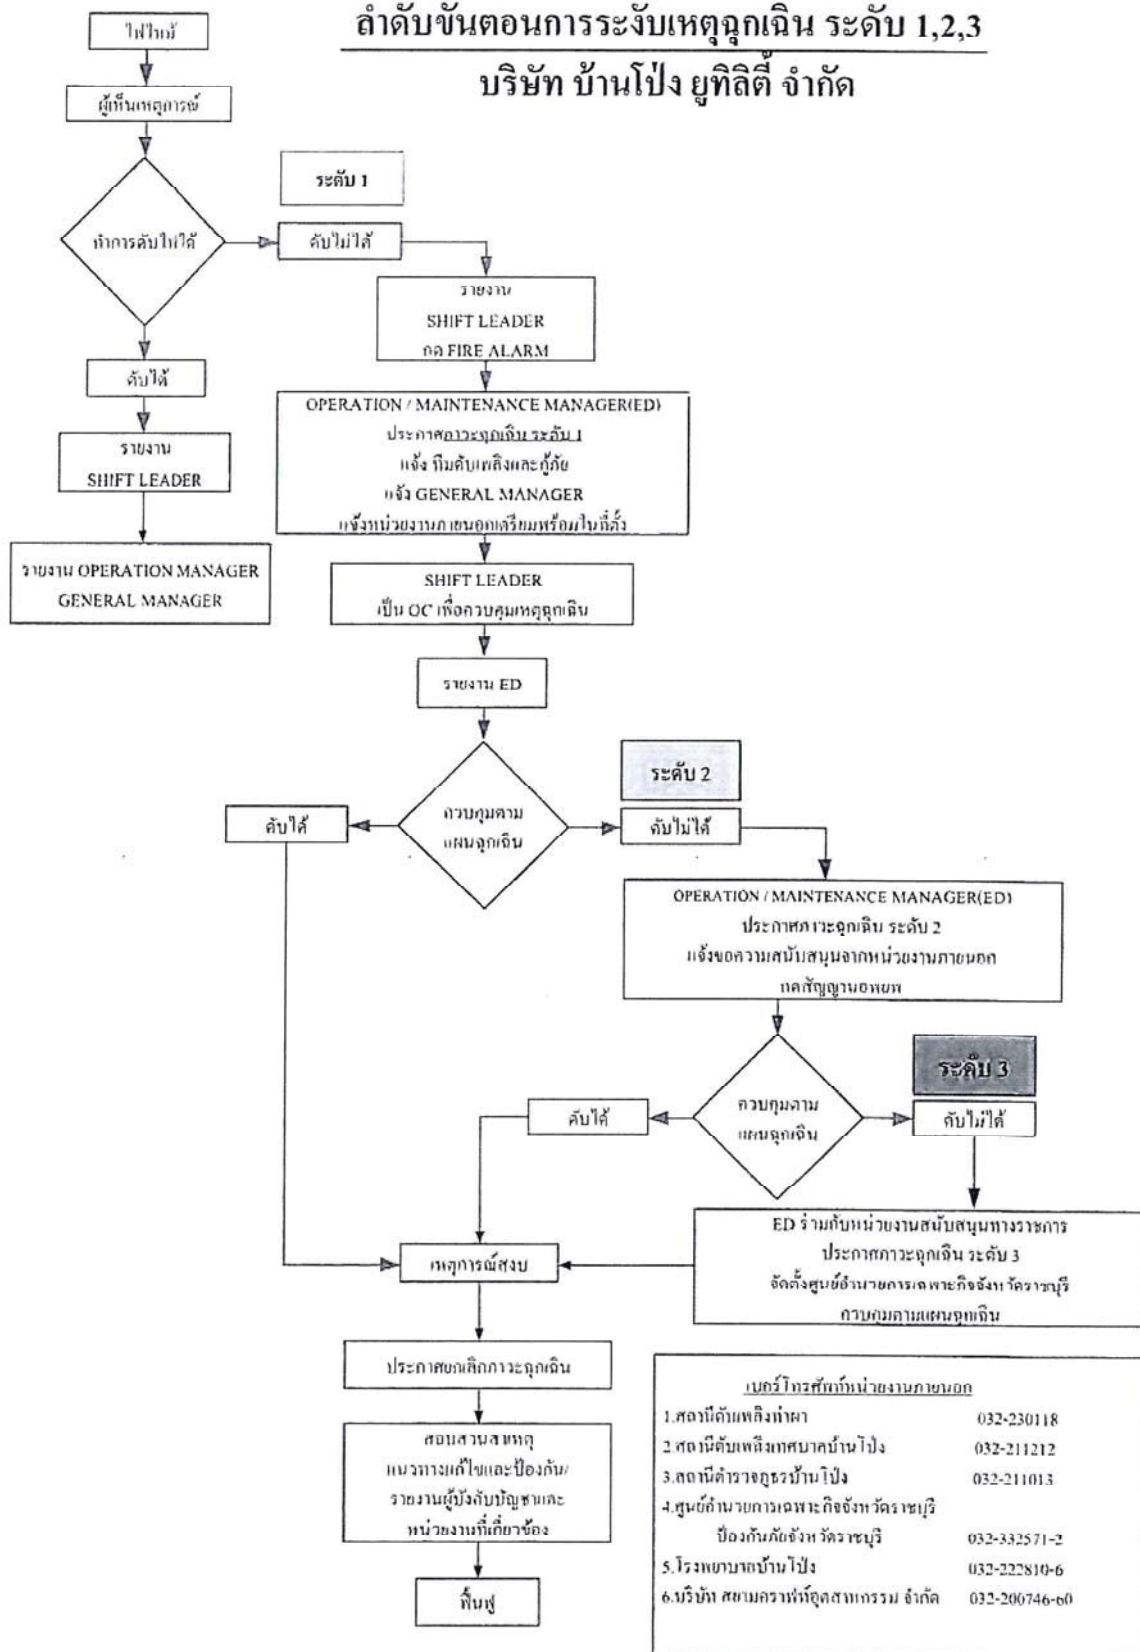 ลำดับขั้นตอนการระงับเหตุฉุกเฉิน ระดับ 1,2,3
บริษัท บ้านโป่ง ยูทิลิตี้ จำกัด
ไฟไหม้
ผู้เห็นเหตุการณ์
ทำการดับไฟได้
ระดับ 1
ดับไม่ได้
รายงาน
SHIFT LEADER
กด FIRE ALARM
ดับได้
รายงาน
SHIFT LEADER
รายงาน OPERATION MANAGER
GENERAL MANAGER
OPERATION / MAINTENANCE MANAGER(ED)
ประกาศภาวะฉุกเฉิน ระดับ 1
แจ้ง ทีมดับเพลิงและกู้ภัย
แจ้ง GENERAL MANAGER
แจ้งหน่วยงานภายนอกเตรียมพร้อมในที่ตั้ง
SHIFT LEADER
เป็น OC เพื่อควบคุมเหตุฉุกเฉิน
รายงาน ED
ควบคุมตาม
แผนฉุกเฉิน
ดับได้
ระดับ 2
ดับไม่ได้
OPERATION / MAINTENANCE MANAGER(ED)
ประกาศภาวะฉุกเฉิน ระดับ 2
แจ้งขอความสนับสนุนจากหน่วยงานภายนอก
กดสัญญานอพยพ
ควบคุมตาม
แผนฉุกเฉิน
ดับได้
ระดับ 3
ดับไม่ได้
ED ร่วมกับหน่วยงานสนับสนุนทางราชการ
ประกาศภาวะฉุกเฉิน ระดับ 3
จัดตั้งศูนย์อำนวยการเฉพาะกิจจังหวัดราชบุรี
ควบคุมตามแผนฉุกเฉิน
เหตุการณ์สงบ
ประกาศยกเลิกภาวะฉุกเฉิน
สอบสวนสาเหตุ
แนวทางแก้ไขและป้องกัน/
รายงานผู้บังคับบัญชาและ
หน่วยงานที่เกี่ยวข้อง
ฟื้นฟู
เบอร์โทรศัพท์หน่วยงานภายนอก
1.สถานีดับเพลิงท่าผา 032-230118
2.สถานีดับเพลิงเทศบาลบ้านโป่ง 032-211212
3.สถานีตำรวจภูธรบ้านโป่ง 032-211013
4.ศูนย์อำนวยการเฉพาะกิจจังหวัดราชบุรี
ป้องกันภัยจังหวัดราชบุรี 032-332571-2
5.โรงพยาบาลบ้านโป่ง 032-222810-6
6.บริษัท สยามคราฟท์อุตสาหกรรม จำกัด 032-200746-60